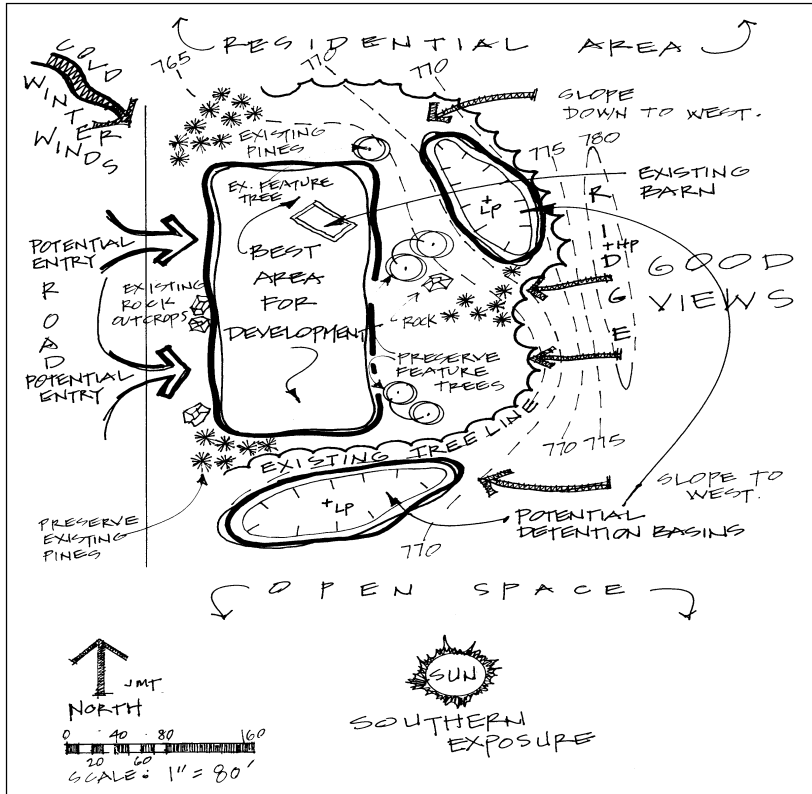 RESIDENTIAL AREA
COLD
WINTER
WINDS
765
770
770
SLOPE
DOWN TO WEST.
EXISTING
PINES
775
780
EX. FEATURE
TREE
EXISTING
BARN
+
LP
RIDGE
+HP
GOOD
VIEWS
POTENTIAL
ENTRY
BEST
AREA
FOR
DEVELOPMENT
EXISTING
ROCK
OUTCROPS
ROCK
ROAD
PRESERVE
FEATURE
TREES
POTENTIAL
ENTRY
EXISTING TREE LINE
770 775
SLOPE TO
WEST.
+LP
PRESERVE
EXISTING
PINES
POTENTIAL
DETENTION BASINS
770
OPEN SPACE
JMT.
NORTH
SUN
SOUTHERN
EXPOSURE
0 40 80 160
20 60
SCALE: 1" = 80'